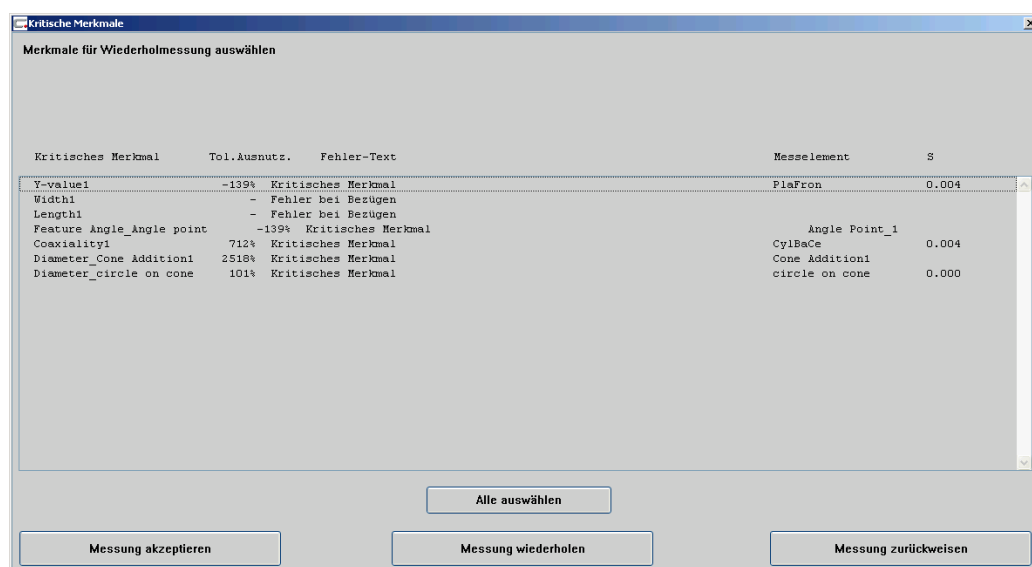 Kritische Merkmale
Merkmale für Wiederholmessung auswählen
Kritisches Merkmal Tol.Ausnutz. Fehler-Text Messelement S
Y-value1 -139% Kritisches Merkmal PlaFron 0.004
Width1 - Fehler bei Bezügen
Length1 - Fehler bei Bezügen
Feature Angle_Angle point -139% Kritisches Merkmal Angle Point_1
Coaxiality1 712% Kritisches Merkmal CylBaCe 0.004
Diameter_Cone Addition1 2518% Kritisches Merkmal Cone Addition1
Diameter_circle on cone 101% Kritisches Merkmal circle on cone 0.000
Alle auswählen
Messung akzeptieren Messung wiederholen Messung zurückweisen